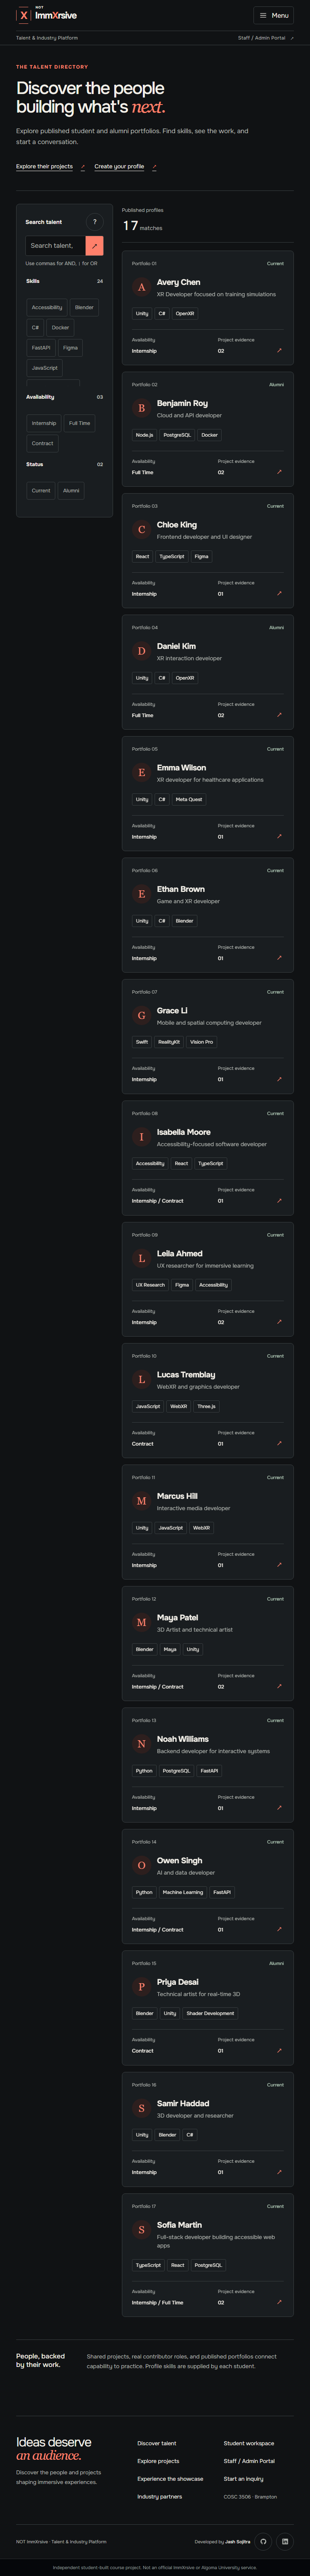 X
NOT
ImmXrsive
Menu
Talent & Industry Platform
Staff / Admin Portal ↗
THE TALENT DIRECTORY
Discover the people
building what's next.
Explore published student and alumni portfolios. Find skills, see the work, and
start a conversation.
Explore their projects ↗ Create your profile ↗
Search talent
?
Search name, 
Use commas for AND, | for OR
Skills 24
Accessibility Blender
C# Docker
FastAPI Figma
JavaScript
Availability 03
Internship Full Time
Contract
Status 02
Current Alumni
Published profiles
17 matches
Portfolio 01 Current
A
Avery Chen
XR Developer focused on training simulations
Unity C# OpenXR
Availability Project evidence
Internship 02 ↗
Portfolio 02 Alumni
B
Benjamin Roy
Cloud and API developer
Node.js PostgreSQL Docker
Availability Project evidence
Full Time 02 ↗
Portfolio 03 Current
C
Chloe King
Frontend developer and UI designer
React TypeScript Figma
Availability Project evidence
Internship 01 ↗
Portfolio 04 Alumni
D
Daniel Kim
XR interaction developer
Unity C# OpenXR
Availability Project evidence
Full Time 02 ↗
Portfolio 05 Current
E
Emma Wilson
XR developer for healthcare applications
Unity C# Meta Quest
Availability Project evidence
Internship 01 ↗
Portfolio 06 Current
E
Ethan Brown
Game and XR developer
Unity C# Blender
Availability Project evidence
Internship 01 ↗
Portfolio 07 Current
G
Grace Li
Mobile and spatial computing developer
Swift RealityKit Vision Pro
Availability Project evidence
Internship 01 ↗
Portfolio 08 Current
I
Isabella Moore
Accessibility-focused software developer
Accessibility React TypeScript
Availability Project evidence
Internship / Contract 01 ↗
Portfolio 09 Current
L
Leila Ahmed
UX researcher for immersive learning
UX Research Figma Accessibility
Availability Project evidence
Internship 02 ↗
Portfolio 10 Current
L
Lucas Tremblay
WebXR and graphics developer
JavaScript WebXR Three.js
Availability Project evidence
Contract 01 ↗
Portfolio 11 Current
M
Marcus Hill
Interactive media developer
Unity JavaScript WebXR
Availability Project evidence
Internship 01 ↗
Portfolio 12 Current
M
Maya Patel
3D Artist and technical artist
Blender Maya Unity
Availability Project evidence
Internship / Contract 02 ↗
Portfolio 13 Current
N
Noah Williams
Backend developer for interactive systems
Python PostgreSQL FastAPI
Availability Project evidence
Internship 01 ↗
Portfolio 14 Current
O
Owen Singh
AI and data developer
Python Machine Learning FastAPI
Availability Project evidence
Internship / Contract 01 ↗
Portfolio 15 Alumni
P
Priya Desai
Technical artist for real-time 3D
Blender Unity Shader Development
Availability Project evidence
Contract 01 ↗
Portfolio 16 Current
S
Samir Haddad
3D developer and researcher
Unity Blender C#
Availability Project evidence
Internship 01 ↗
Portfolio 17 Current
S
Sofia Martin
Full-stack developer building accessible web
apps
TypeScript React PostgreSQL
Availability Project evidence
Internship / Full Time 02 ↗
People, backed
by their work.
Shared projects, real contributor roles, and published portfolios connect
capability to practice. Profile skills are supplied by each student.
Ideas deserve
an audience.
Discover the people and projects
shaping immersive experiences.
Discover talent
Explore projects
Experience the showcase
Industry partners
Student workspace
Staff / Admin Portal
Start an inquiry
COSC 3506 · Brampton
NOT ImmXrsive · Talent & Industry Platform
Developed by Jash Sojitra
Independent student-built course project. Not an official ImmXrsive or Algoma University service.